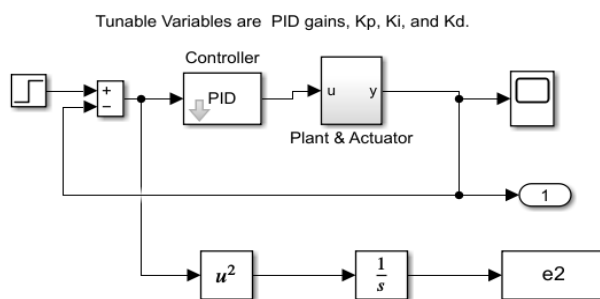 Tunable Variables are PID gains, Kp, Ki, and Kd.
Controller
+
−
PID
u y
Plant & Actuator
1
u²
1
s
e2